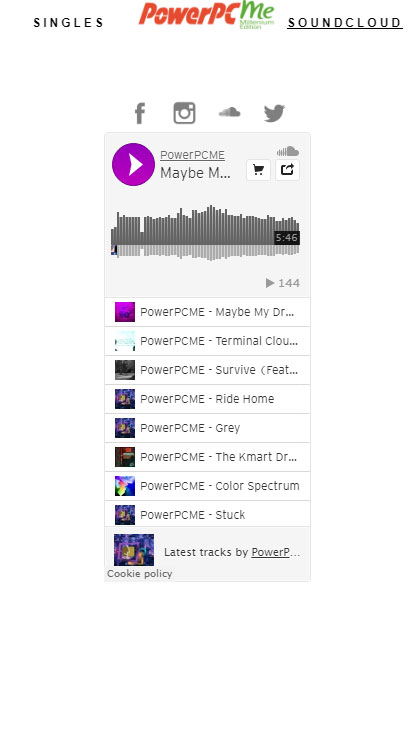 SINGLES
PowerPC Me
Millenium
Edition
SOUNDCLOUD
PowerPCME
Maybe M...
5:46
144
PowerPCME - Maybe My Dr...
PowerPCME - Terminal Clou...
PowerPCME - Survive (Feat...
PowerPCME - Ride Home
PowerPCME - Grey
PowerPCME - The Kmart Dr...
PowerPCME - Color Spectrum
PowerPCME - Stuck
Latest tracks by PowerP...
Cookie policy